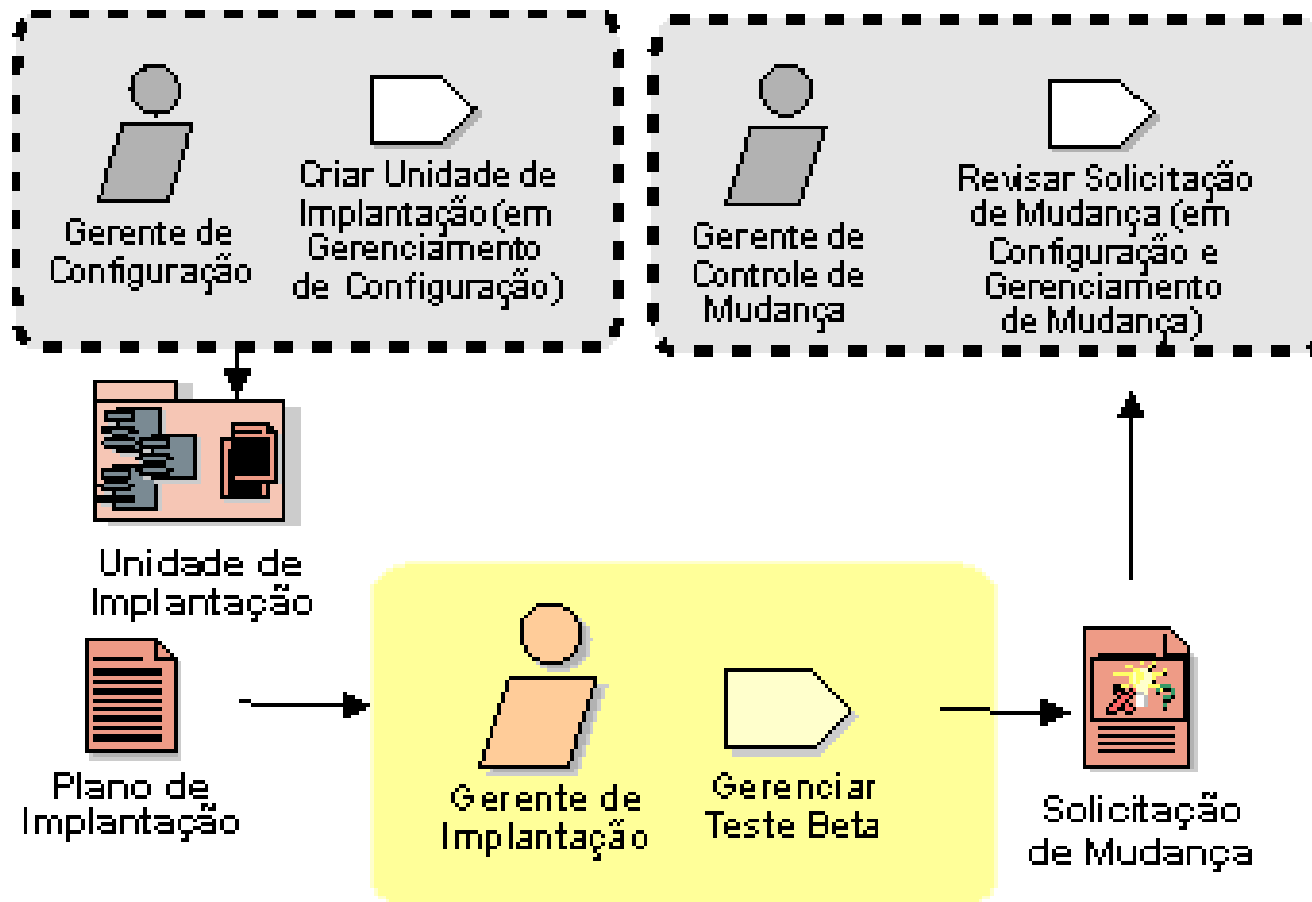 Gerente de
Configuração
Criar Unidade de
Implantação(em
Gerenciamento
de Configuração)
Gerente de
Controle de
Mudança
Revisar Solicitação
de Mudança (em
Configuração e
Gerenciamento
de Mudança)
Unidade de
Implantação
Plano de
Implantação
Gerente de
Implantação
Gerenciar
Teste Beta
Solicitação
de Mudança